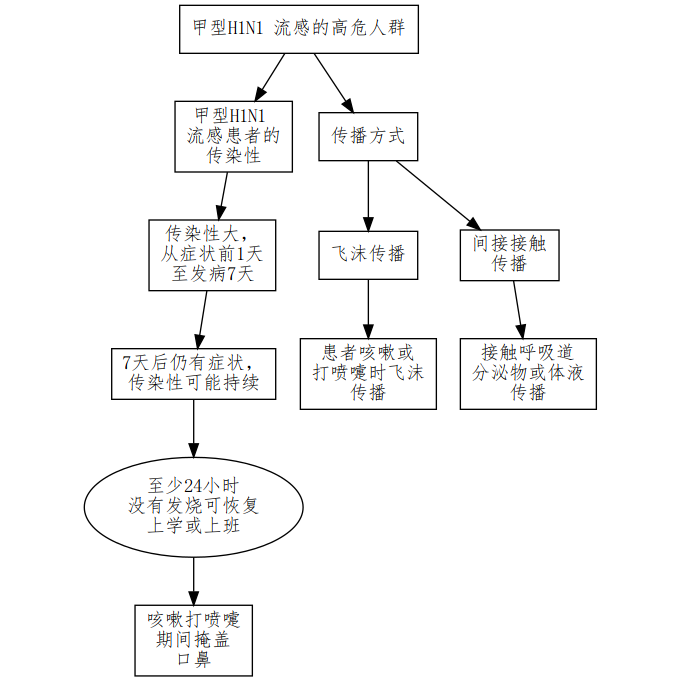 甲型H1N1 流感的高危人群
甲型H1N1
流感患者的
传染性
传播方式
传染性大，
从症状前1天
至发病7天
飞沫传播
间接接触
传播
7天后仍有症状，
传染性可能持续
患者咳嗽或
打喷嚏时飞沫
传播
接触呼吸道
分泌物或体液
传播
至少24小时
没有发烧可恢复
上学或上班
咳嗽打喷嚏
期间掩盖
口鼻